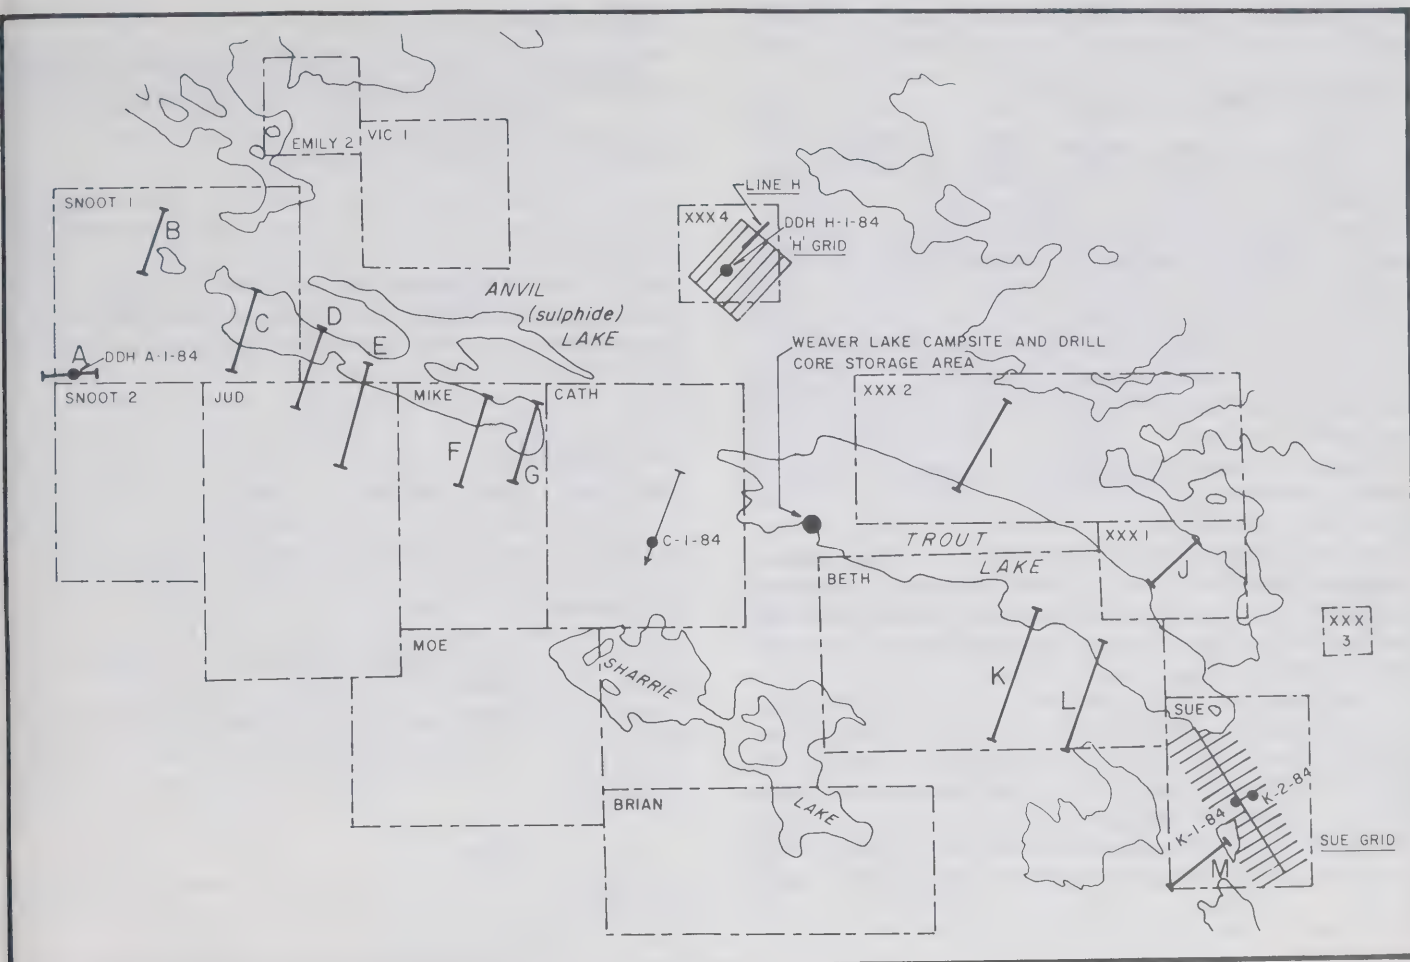 EMILY 2
VIC 1
SNOOT 1
B
LINE H
XXX 4
DDH H-1-84
'H' GRID
ANVIL
(sulphide)
LAKE
C
D
E
A
DDH A-1-84
WEAVER LAKE CAMPSITE AND DRILL
CORE STORAGE AREA
SNOOT 2
JUD
MIKE
CATH
XXX 2
F
G
I
C-1-84
TROUT
LAKE
XXX 1
J
BETH
XXX
3
MOE
SHARRIE
K
L
SUE
K-2-84
K-1-84
BRIAN
LAKE
M
SUE GRID